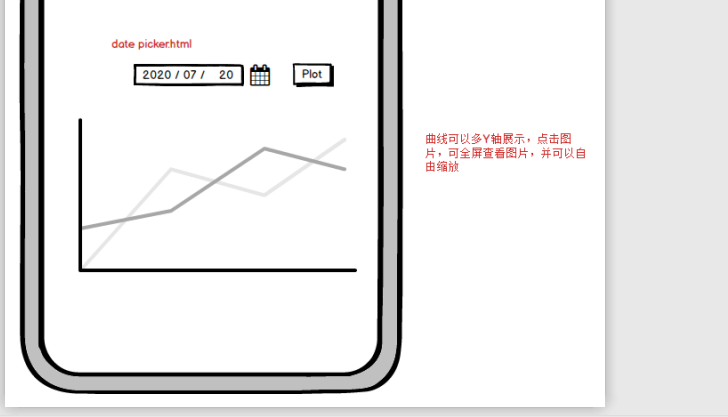 date picker.html
2020 / 07 / 20
Plot
曲线可以多Y轴展示，点击图
片，可全屏查看图片，并可以自
由缩放